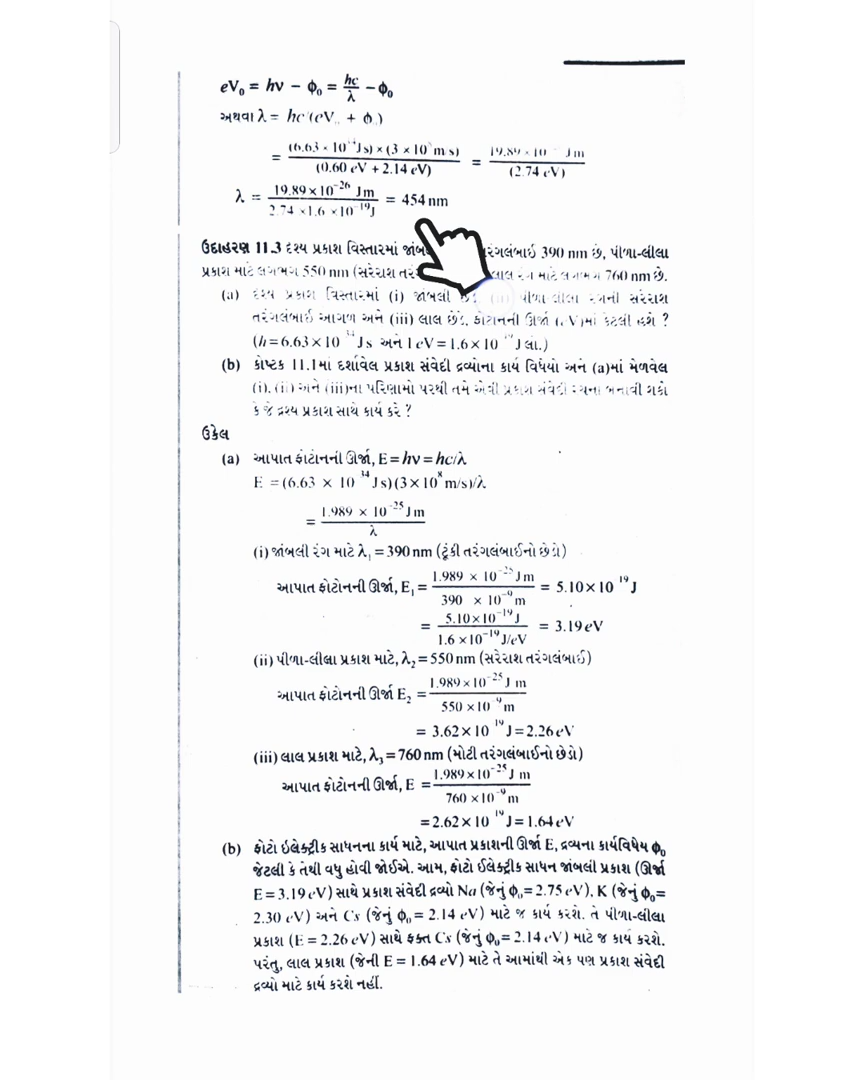 eV₀ = hν − ϕ₀ = hc/λ − ϕ₀
અથવા λ = hc/(eV₀ + ϕ₀)
= (6.63 × 10⁻³⁴ Js) × (3 × 10⁸ m/s) / (0.60 eV + 2.14 eV) = 19.89 × 10 Jm / (2.74 eV)
λ = 19.89 × 10⁻²⁶ Jm / 2.74 × 1.6 × 10⁻¹⁹ J = 454 nm
ઉદાહરણ 11.3 દૃશ્ય પ્રકાશ વિસ્તારમાં 390 nm છે, પીળા-લીલા
પ્રકાશ માટે લગભગ 550 nm (સરેરાશ લાલ રંગ માટે લગભગ 760 nm છે.
(a) દૃશ્ય પ્રકાશ વિસ્તારમાં (i) જાંબલી (ii) પીળા-લીલા રંગની સરેરાશ
તરંગલંબાઈ આગળ અને (iii) લાલ છેડે, ફોટોનની ઊર્જા (eV)માં કેટલી હશે ?
(h = 6.63 × 10⁻³⁴ Js અને 1 eV = 1.6 × 10⁻¹⁹ J લો.)
(b) કોષ્ટક 11.1માં દર્શાવેલ પ્રકાશ સંવેદી દ્રવ્યોના કાર્ય વિધેયો અને (a)માં મેળવેલ
(i), (ii) અને (iii)ના પરિણામો પરથી તમે એવી પ્રકાશ સંવેદી રચના બનાવી શકો
કે જે દ્રશ્ય પ્રકાશ સાથે કાર્ય કરે ?
ઉકેલ
(a) આપાત ફોટોનની ઊર્જા, E = hν = hc/λ
E = (6.63 × 10⁻³⁴ Js) (3 × 10⁸ m/s)/λ
= 1.989 × 10⁻²⁵ Jm / λ
(i) જાંબલી રંગ માટે λ₁ = 390 nm (ટૂંકી તરંગલંબાઈનો છેડો)
આપાત ફોટોનની ઊર્જા, E₁ = 1.989 × 10⁻²⁵ Jm / 390 × 10⁻⁹ m = 5.10 × 10⁻¹⁹ J
= 5.10 × 10⁻¹⁹ J / 1.6 × 10⁻¹⁹ J/eV = 3.19 eV
(ii) પીળા-લીલા પ્રકાશ માટે, λ₂ = 550 nm (સરેરાશ તરંગલંબાઈ)
આપાત ફોટોનની ઊર્જા E₂ = 1.989 × 10⁻²⁵ J m / 550 × 10⁻⁹ m
= 3.62 × 10⁻¹⁹ J = 2.26 eV
(iii) લાલ પ્રકાશ માટે, λ₃ = 760 nm (મોટી તરંગલંબાઈનો છેડો)
આપાત ફોટોનની ઊર્જા, E = 1.989 × 10⁻²⁵ J m / 760 × 10⁻⁹ m
= 2.62 × 10⁻¹⁹ J = 1.64 eV
(b) ફોટો ઇલેક્ટ્રીક સાધનના કાર્ય માટે, આપાત પ્રકાશની ઊર્જા E, દ્રવ્યના કાર્યવિધેય ϕ₀
જેટલી કે તેથી વધુ હોવી જોઈએ. આમ, ફોટો ઈલેક્ટ્રીક સાધન જાંબલી પ્રકાશ (ઊર્જા
E = 3.19 eV) સાથે પ્રકાશ સંવેદી દ્રવ્યો Na (જેનું ϕ₀ = 2.75 eV), K (જેનું ϕ₀ =
2.30 eV) અને Cs (જેનું ϕ₀ = 2.14 eV) માટે જ કાર્ય કરશે. તે પીળા-લીલા
પ્રકાશ (E = 2.26 eV) સાથે ફક્ત Cs (જેનું ϕ₀ = 2.14 eV) માટે જ કાર્ય કરશે.
પરંતુ, લાલ પ્રકાશ (જેની E = 1.64 eV) માટે તે આમાંથી એક પણ પ્રકાશ સંવેદી
દ્રવ્યો માટે કાર્ય કરશે નહીં.